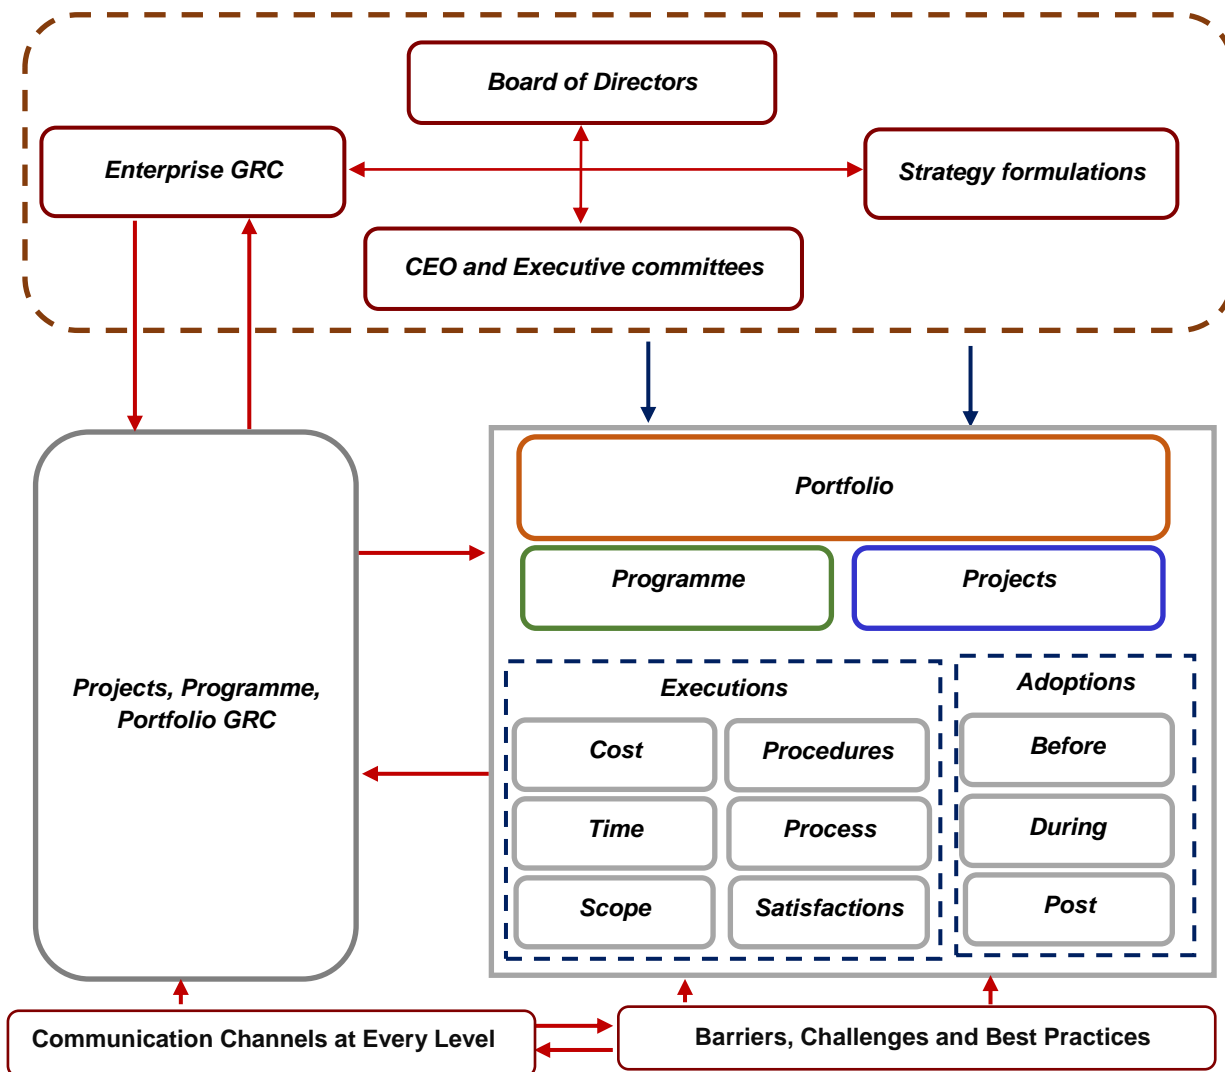 Board of Directors
Enterprise GRC
Strategy formulations
CEO and Executive committees
Portfolio
Programme
Projects
Projects, Programme,
Portfolio GRC
Executions
Adoptions
Cost
Procedures
Before
Time
Process
During
Scope
Satisfactions
Post
Communication Channels at Every Level
Barriers, Challenges and Best Practices